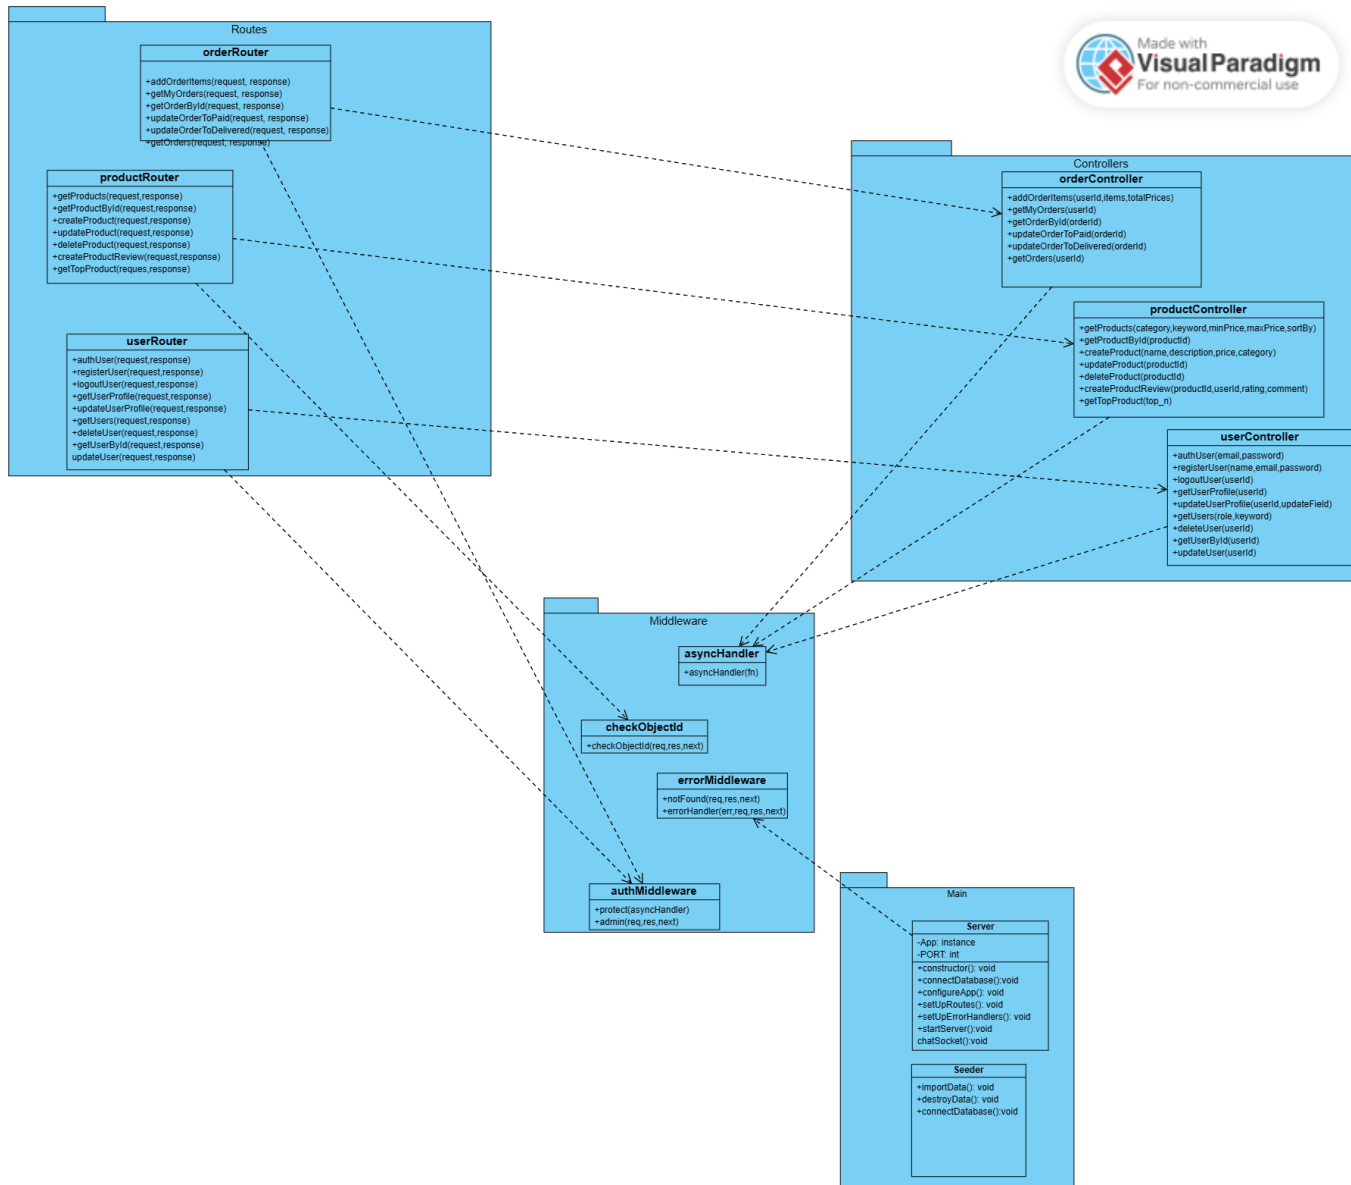 Routes
orderRouter
+addOrderItems(request, response)
+getMyOrders(request, response)
+getOrderById(request, response)
+updateOrderToPaid(request, response)
+updateOrderToDelivered(request, response)
+getOrders(request, response)
productRouter
+getProducts(request,response)
+getProductById(request,response)
+createProduct(request,response)
+updateProduct(request,response)
+deleteProduct(request,response)
+createProductReview(request,response)
+getTopProduct(reques,response)
userRouter
+authUser(request,response)
+registerUser(request,response)
+logoutUser(request,response)
+getUserProfile(request,response)
+updateUserProfile(request,response)
+getUsers(request,response)
+deleteUser(request,response)
+getUserById(request,response)
updateUser(request,response)
Made with
Visual Paradigm
For non-commercial use
Controllers
orderController
+addOrderItems(userId,items,totalPrices)
+getMyOrders(userId)
+getOrderById(orderId)
+updateOrderToPaid(orderId)
+updateOrderToDelivered(orderId)
+getOrders(userId)
productController
+getProducts(category,keyword,minPrice,maxPrice,sortBy)
+getProductById(productId)
+createProduct(name,description,price,category)
+updateProduct(productId)
+deleteProduct(productId)
+createProductReview(productId,userId,rating,comment)
+getTopProduct(top_n)
userController
+authUser(email,password)
+registerUser(name,email,password)
+logoutUser(userId)
+getUserProfile(userId)
+updateUserProfile(userId,updateField)
+getUsers(role,keyword)
+deleteUser(userId)
+getUserById(userId)
+updateUser(userId)
Middleware
asyncHandler
+asyncHandler(fn)
checkObjectId
+checkObjectId(req,res,next)
errorMiddleware
+notFound(req,res,next)
+errorHandler(err,req,res,next)
authMiddleware
+protect(asyncHandler)
+admin(req,res,next)
Main
Server
-App: instance
-PORT: int
+constructor(): void
+connectDatabase():void
+configureApp(): void
+setUpRoutes(): void
+setUpErrorHandlers(): void
+startServer():void
chatSocket():void
Seeder
+importData(): void
+destroyData(): void
+connectDatabase():void